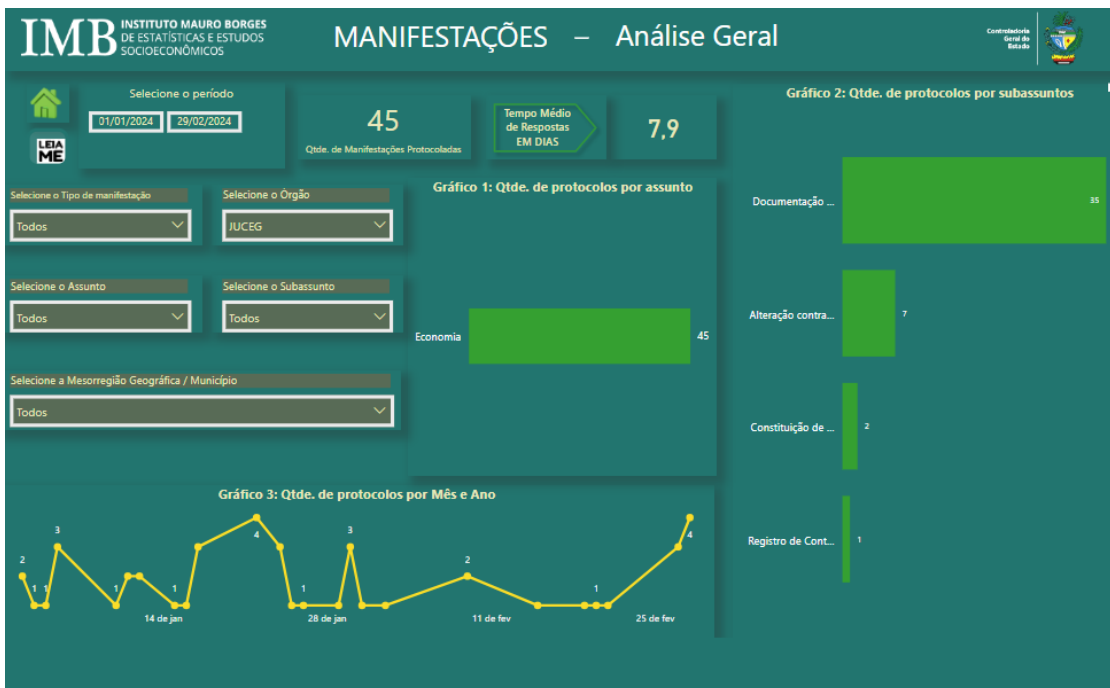 IMB
INSTITUTO MAURO BORGES
DE ESTATÍSTICAS E ESTUDOS
SOCIOECONÔMICOS
MANIFESTAÇÕES – Análise Geral
Controladoria
Geral do
Estado
LEIA
ME
Selecione o período
01/01/2024 29/02/2024
45
Qtde. de Manifestações Protocoladas
Tempo Médio
de Respostas
EM DIAS
7,9
Selecione o Tipo de manifestação
Todos
Selecione o Órgão
JUCEG
Selecione o Assunto
Todos
Selecione o Subassunto
Todos
Selecione a Mesorregião Geográfica / Município
Todos
Gráfico 1: Qtde. de protocolos por assunto
Economia 45
Gráfico 2: Qtde. de protocolos por subassuntos
Documentação ... 35
Alteração contra... 7
Constituição de ... 2
Registro de Cont... 1
Gráfico 3: Qtde. de protocolos por Mês e Ano
2 1 1 3 1 1 4 1 3 2 1 4
14 de jan 28 de jan 11 de fev 25 de fev